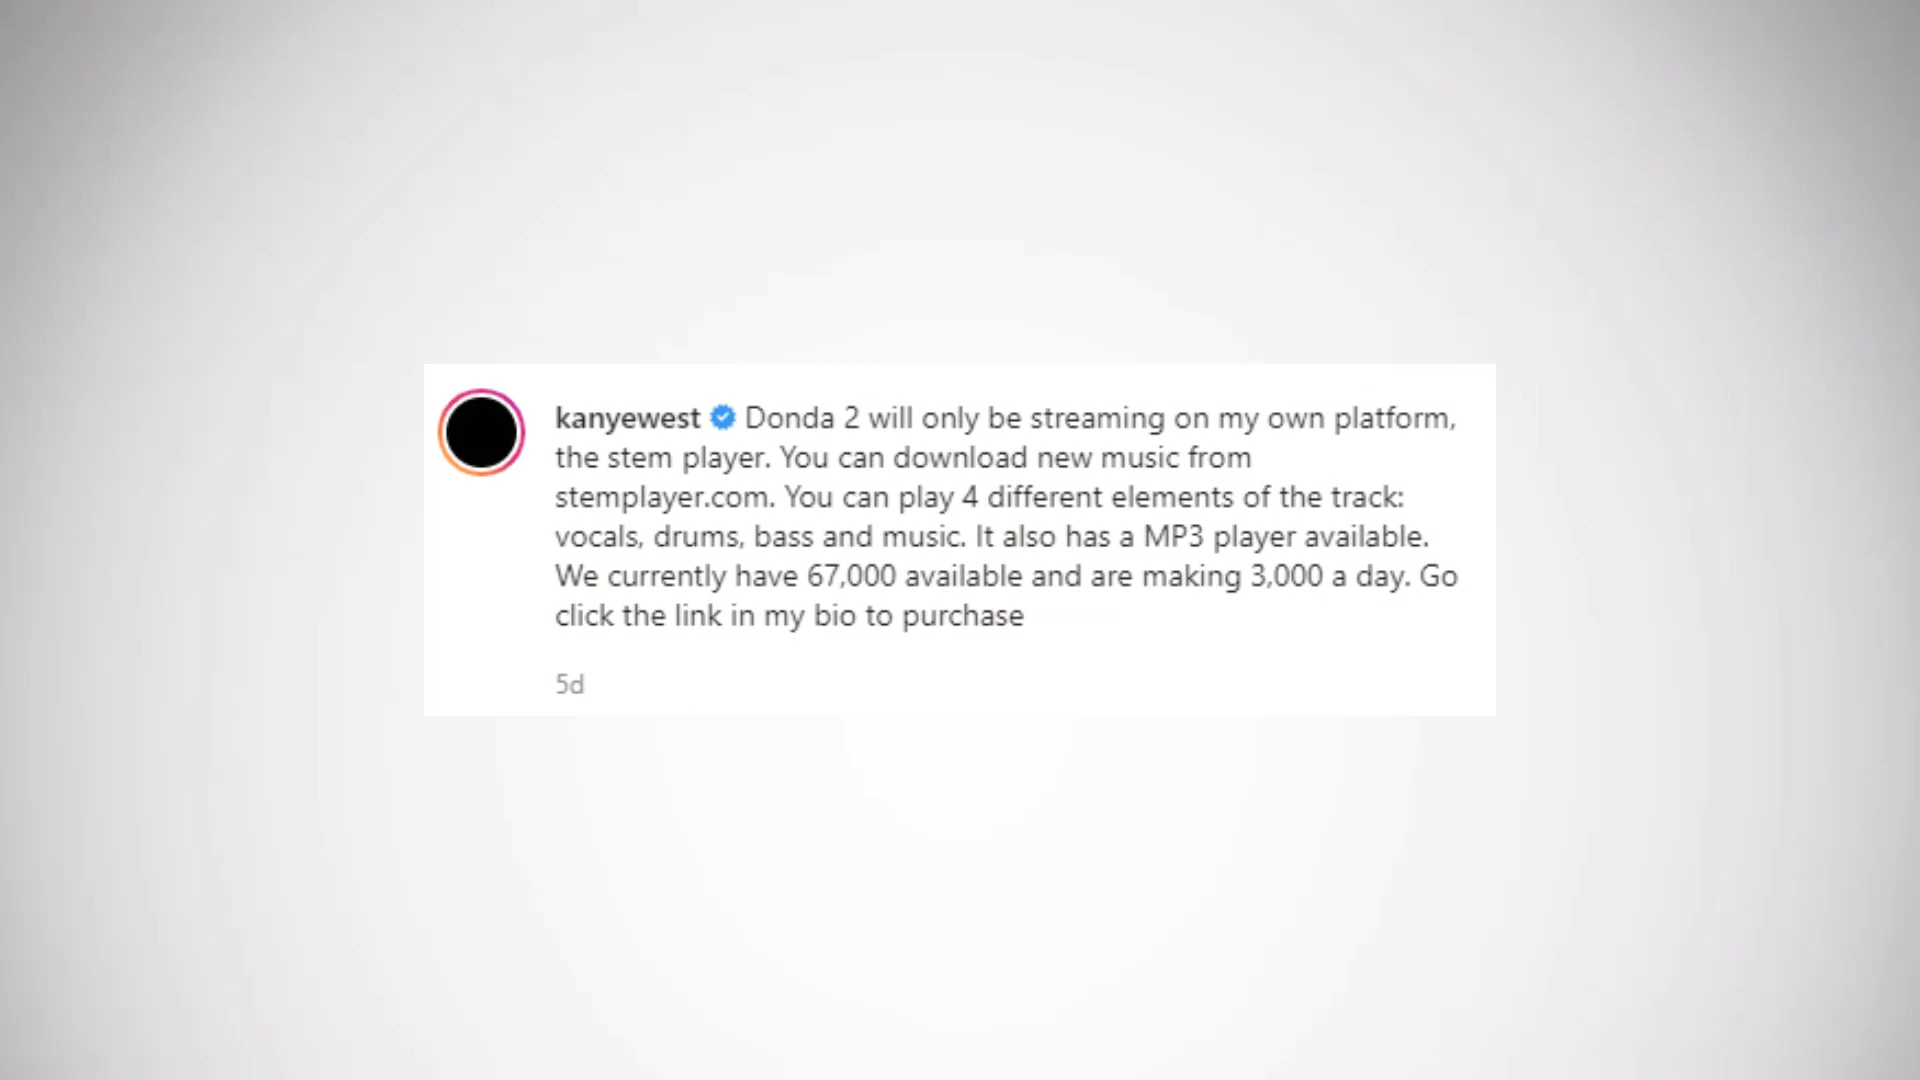 kanyewest Donda 2 will only be streaming on my own platform,
the stem player. You can download new music from
stemplayer.com. You can play 4 different elements of the track:
vocals, drums, bass and music. It also has a MP3 player available.
We currently have 67,000 available and are making 3,000 a day. Go
click the link in my bio to purchase
5d